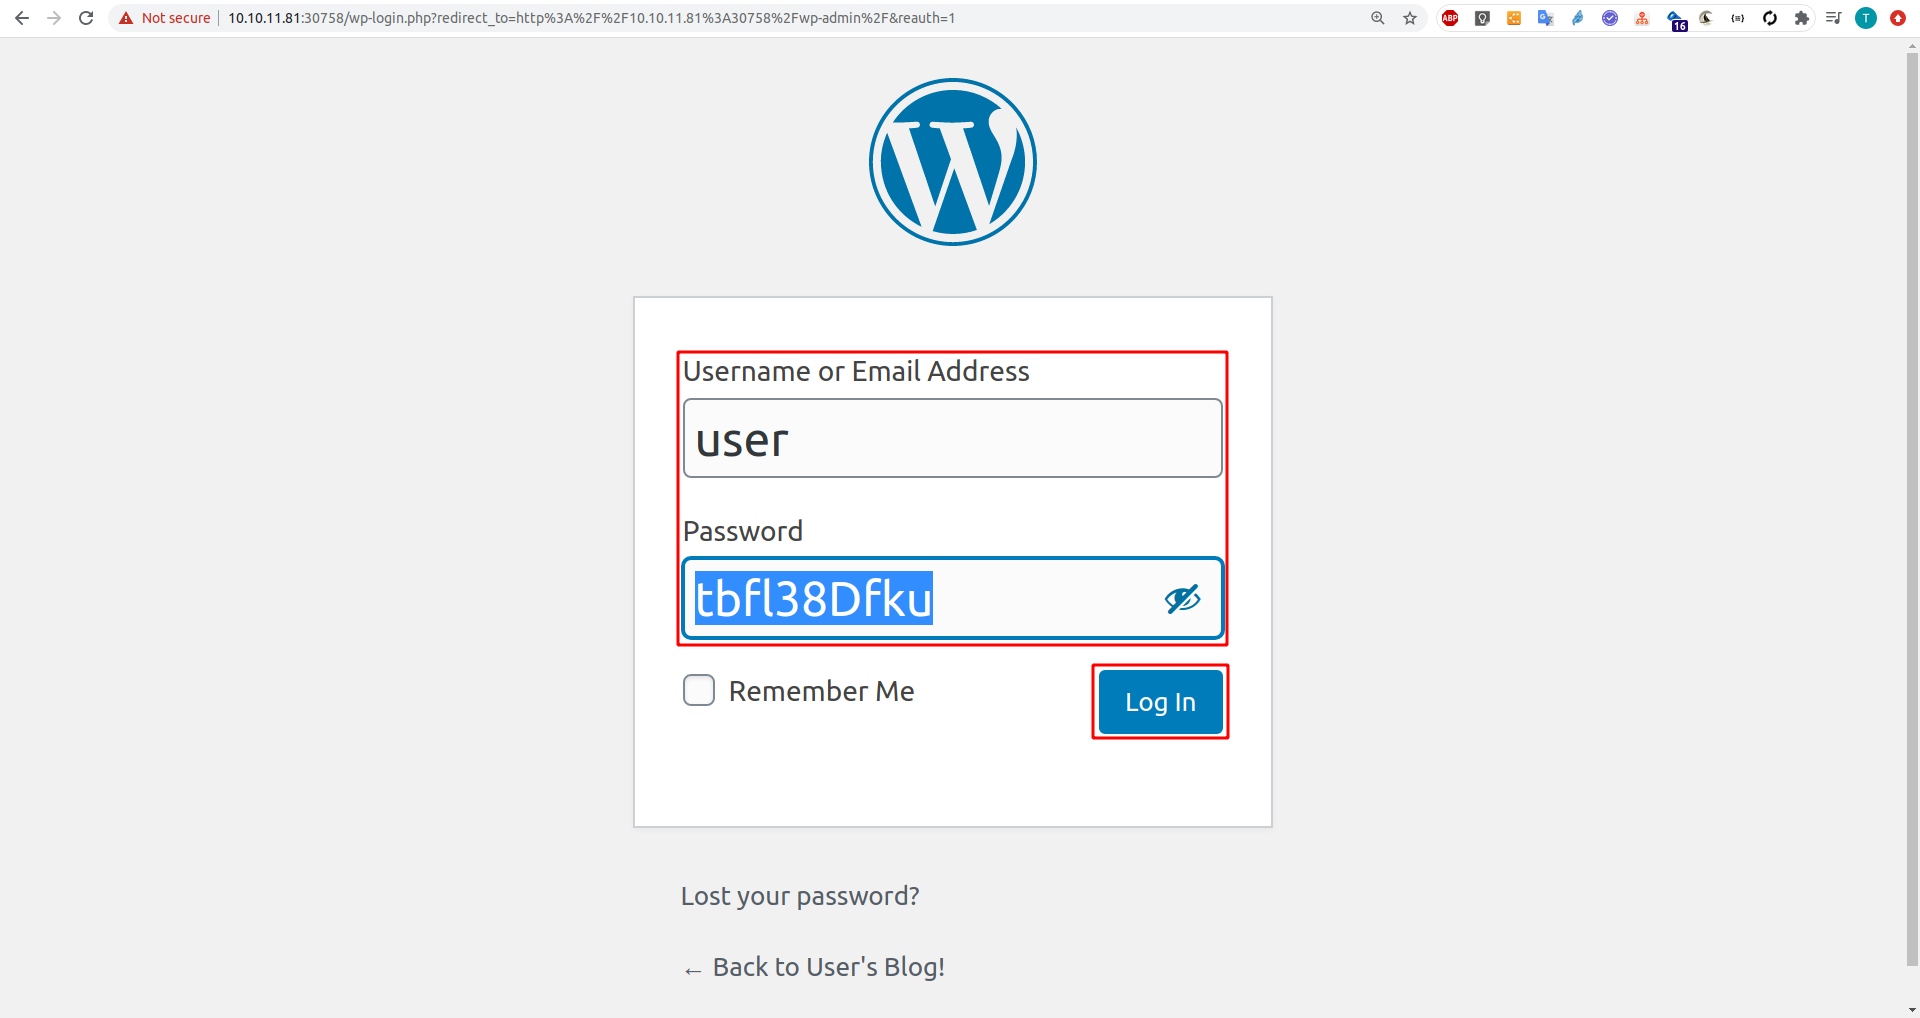 Not secure
10.10.11.81:30758/wp-login.php?redirect_to=http%3A%2F%2F10.10.11.81%3A30758%2Fwp-admin%2F&reauth=1
ABP
16
T
Username or Email Address
user
Password
tbfl38Dfku
Remember Me
Log In
Lost your password?
← Back to User's Blog!